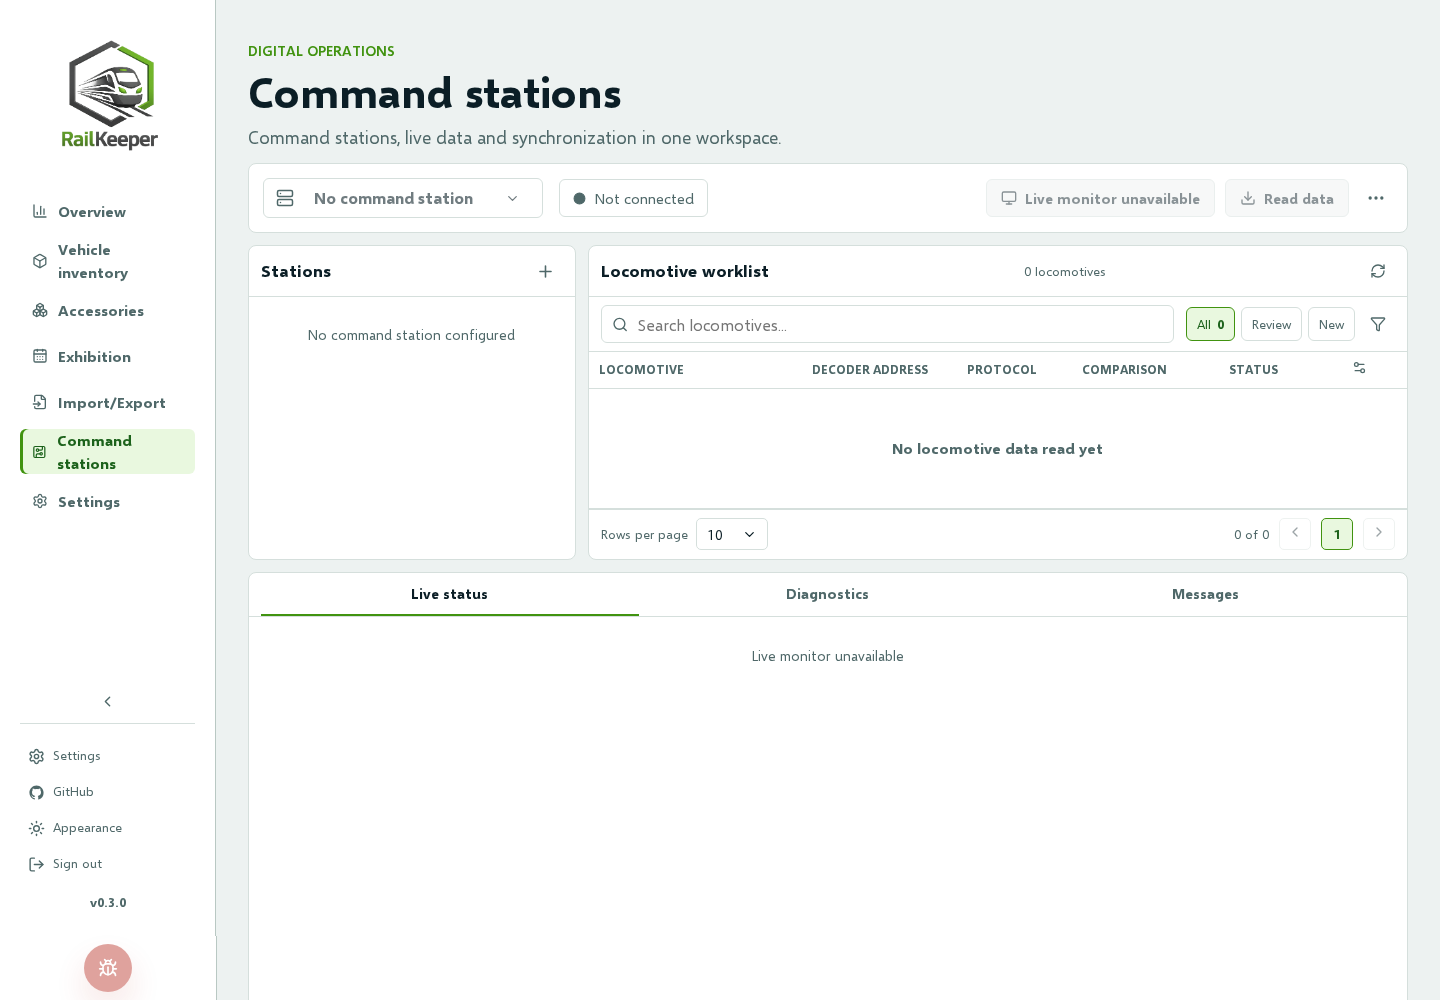 RailKeeper
Overview
Vehicle
inventory
Accessories
Exhibition
Import/Export
Command
stations
Settings
Settings
GitHub
Appearance
Sign out
v0.3.0
DIGITAL OPERATIONS
Command stations
Command stations, live data and synchronization in one workspace.
No command station
Not connected
Live monitor unavailable
Read data
Stations
No command station configured
Locomotive worklist
0 locomotives
Search locomotives...
All 0
Review
New
LOCOMOTIVE DECODER ADDRESS PROTOCOL COMPARISON STATUS
No locomotive data read yet
Rows per page 10
0 of 0
1
Live status
Diagnostics
Messages
Live monitor unavailable